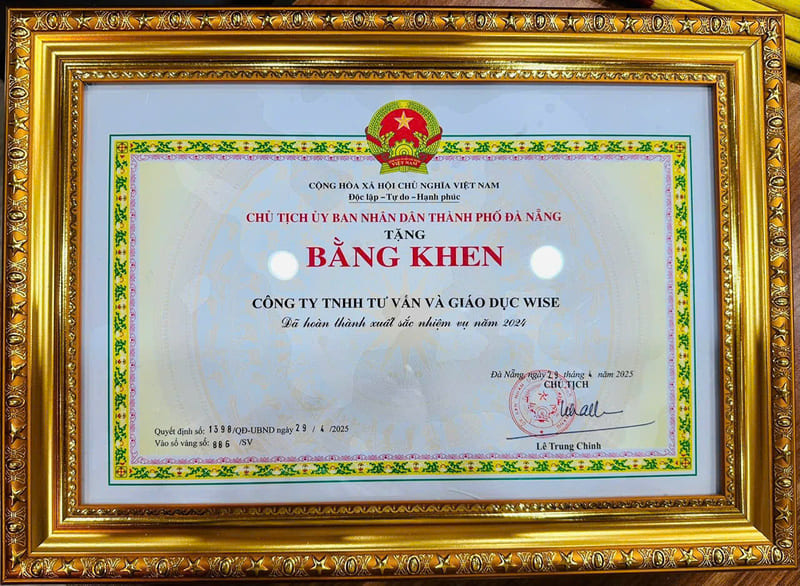 VIỆT NAM
CỘNG HÒA XÃ HỘI CHỦ NGHĨA VIỆT NAM
Độc lập – Tự do – Hạnh phúc
CHỦ TỊCH ỦY BAN NHÂN DÂN THÀNH PHỐ ĐÀ NẴNG
TẶNG
BẰNG KHEN
CÔNG TY TNHH TƯ VẤN VÀ GIÁO DỤC WISE
Đã hoàn thành xuất sắc nhiệm vụ năm 2024
Đà Nẵng, ngày 29 tháng 4 năm 2025
CHỦ TỊCH
Quyết định số: 1398/QĐ-UBND ngày 29 / 4 /2025
Vào sổ vàng số: 886 /SV
Lê Trung Chinh